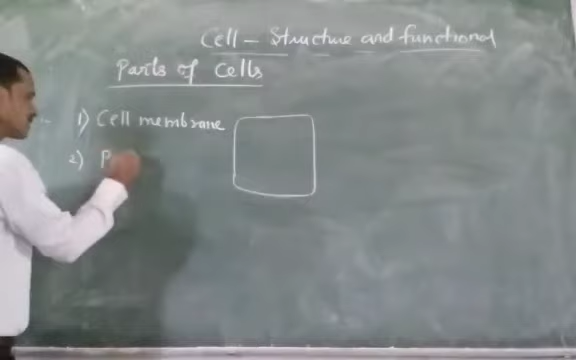 Cell - Structure and functional
Parts of Cells
1) Cell membrane
2) P